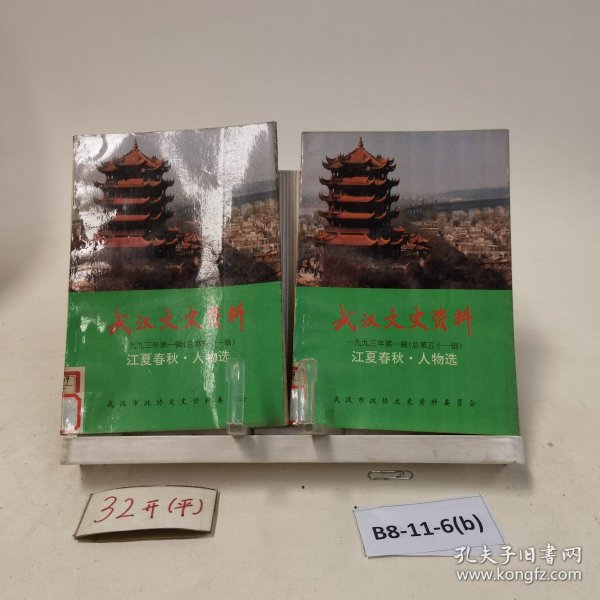 武汉文史资料
一九九三年第一辑(总第五十一辑)
江夏春秋·人物选
武汉市政协文史资料委员会
武汉文史资料
一九九三年第一辑(总第五十一辑)
江夏春秋·人物选
武汉市政协文史资料委员会
32开(平)
B8-11-6(b)
孔夫子旧书网
www.kongfz.com